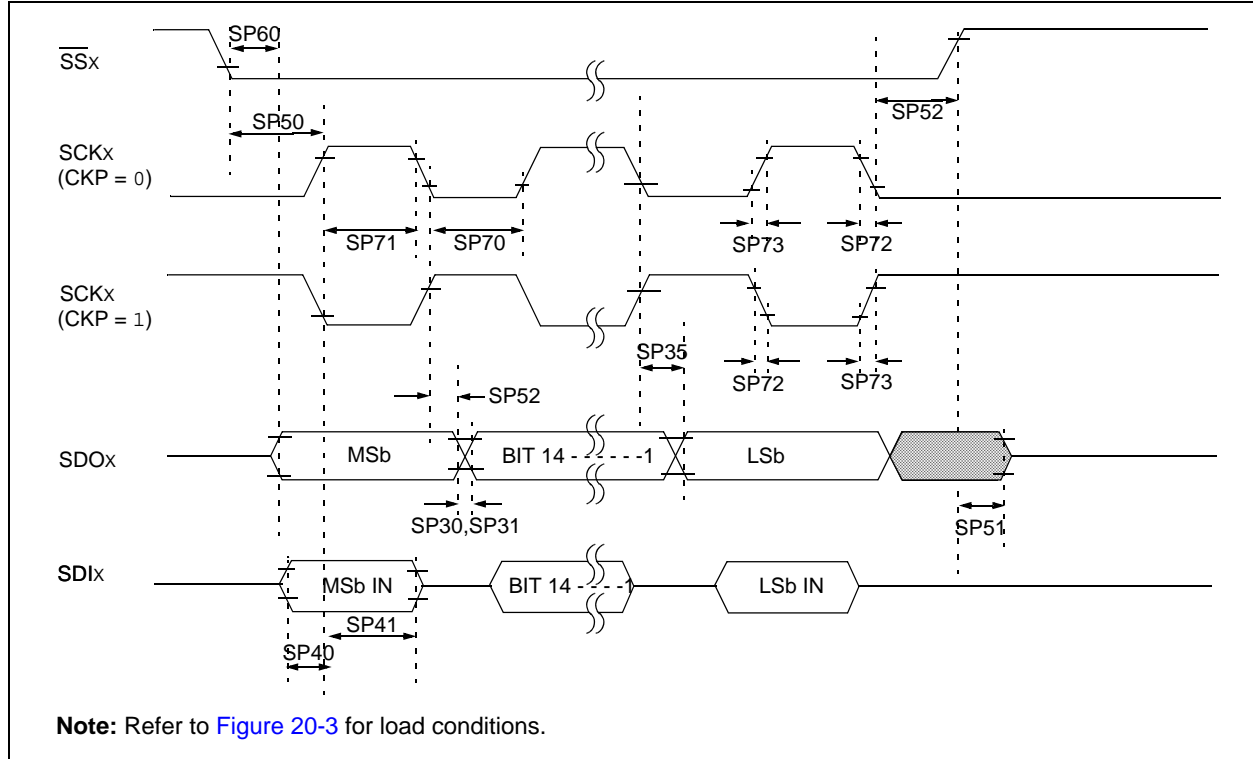 SP60
SSX
SP50
SP52
SCKX
(CKP = 0)
SP71
SP70
SP73
SP72
SCKX
(CKP = 1)
SP35
SP72
SP73
SP52
SDOX
MSb
BIT 14 - - - - - -1
LSb
SP30,SP31
SP51
SDIX
MSb IN
BIT 14 - - - -1
LSb IN
SP41
SP40
Note: Refer to Figure 20-3 for load conditions.